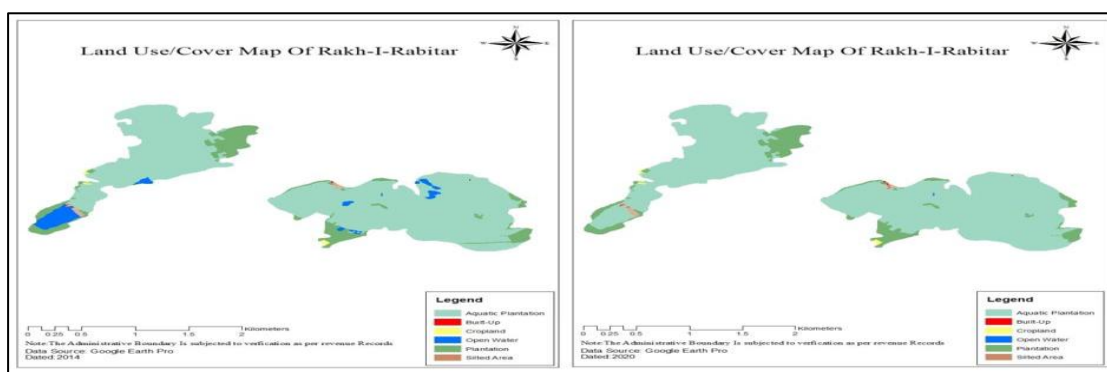 Land Use/Cover Map Of Rakh-I-Rabitar
Legend
Aquatic Plantation
Built-Up
Cropland
Open Water
Plantation
Silted Area
0 0.25 0.5 1 1.5 2
Kilometers
Note:The Administrative Boundary Is subjected to verfication as per revenue Records
Data Source: Google Earth Pro
Dated:2014
Land Use/Cover Map Of Rakh-I-Rabitar
Legend
Aquatic Plantation
Built-Up
Cropland
Open Water
Plantation
Silted Area
0 0.25 0.5 1 1.5 2
Kilometers
Note:The Administrative Boundary Is subjected to verfication as per revenue Records
Data Source: Google Earth Pro
Dated:2020